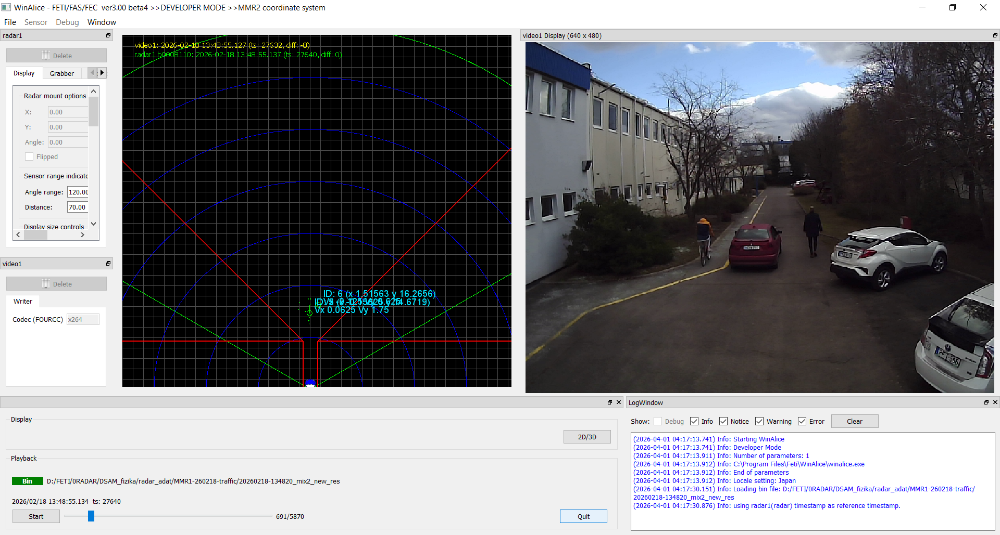 WinAlice - FETI/FAS/FEC  ver3.00 beta4 >>DEVELOPER MODE >>MMR2 coordinate system
File Sensor Debug Window
radar1
Delete
Display Grabber
Radar mount options
X: 0.00
Y: 0.00
Angle: 0.00
Flipped
Sensor range indicato
Angle range: 120.00
Distance: 70.00
Display size controls
video1
Delete
Writer
Codec (FOURCC) x264
video1: 2026-02-18 13:48:55.127 (ts: 27632, diff: -8)
radar1 b0008110: 2026-02-18 13:48:55.137 (ts: 27640, diff: 0)
ID: 6 (x 1.51563 y 16.2656)
Vx 0.0625 Vy 1.75
video1 Display (640 x 480)
Display
2D/3D
Playback
Bin D:/FETI/0RADAR/DSAM_fizika/radar_adat/MMR1-260218-traffic/20260218-134820_mix2_new_res
2026/02/18 13:48:55.134  ts: 27640
Start 691/5870 Quit
LogWindow
Show: Debug Info Notice Warning Error Clear
(2026-04-01 04:17:13.741) Info: Starting WinAlice
(2026-04-01 04:17:13.741) Info: Developer Mode
(2026-04-01 04:17:13.911) Info: Number of parameters: 1
(2026-04-01 04:17:13.912) Info: C:\Program Files\Feti\WinAlice\winalice.exe
(2026-04-01 04:17:13.912) Info: End of parameters
(2026-04-01 04:17:13.912) Info: Locale setting: Japan
(2026-04-01 04:17:30.151) Info: Loading bin file: D:/FETI/0RADAR/DSAM_fizika/radar_adat/MMR1-260218-traffic/
20260218-134820_mix2_new_res
(2026-04-01 04:17:30.876) Info: using radar1(radar) timestamp as reference timestamp.